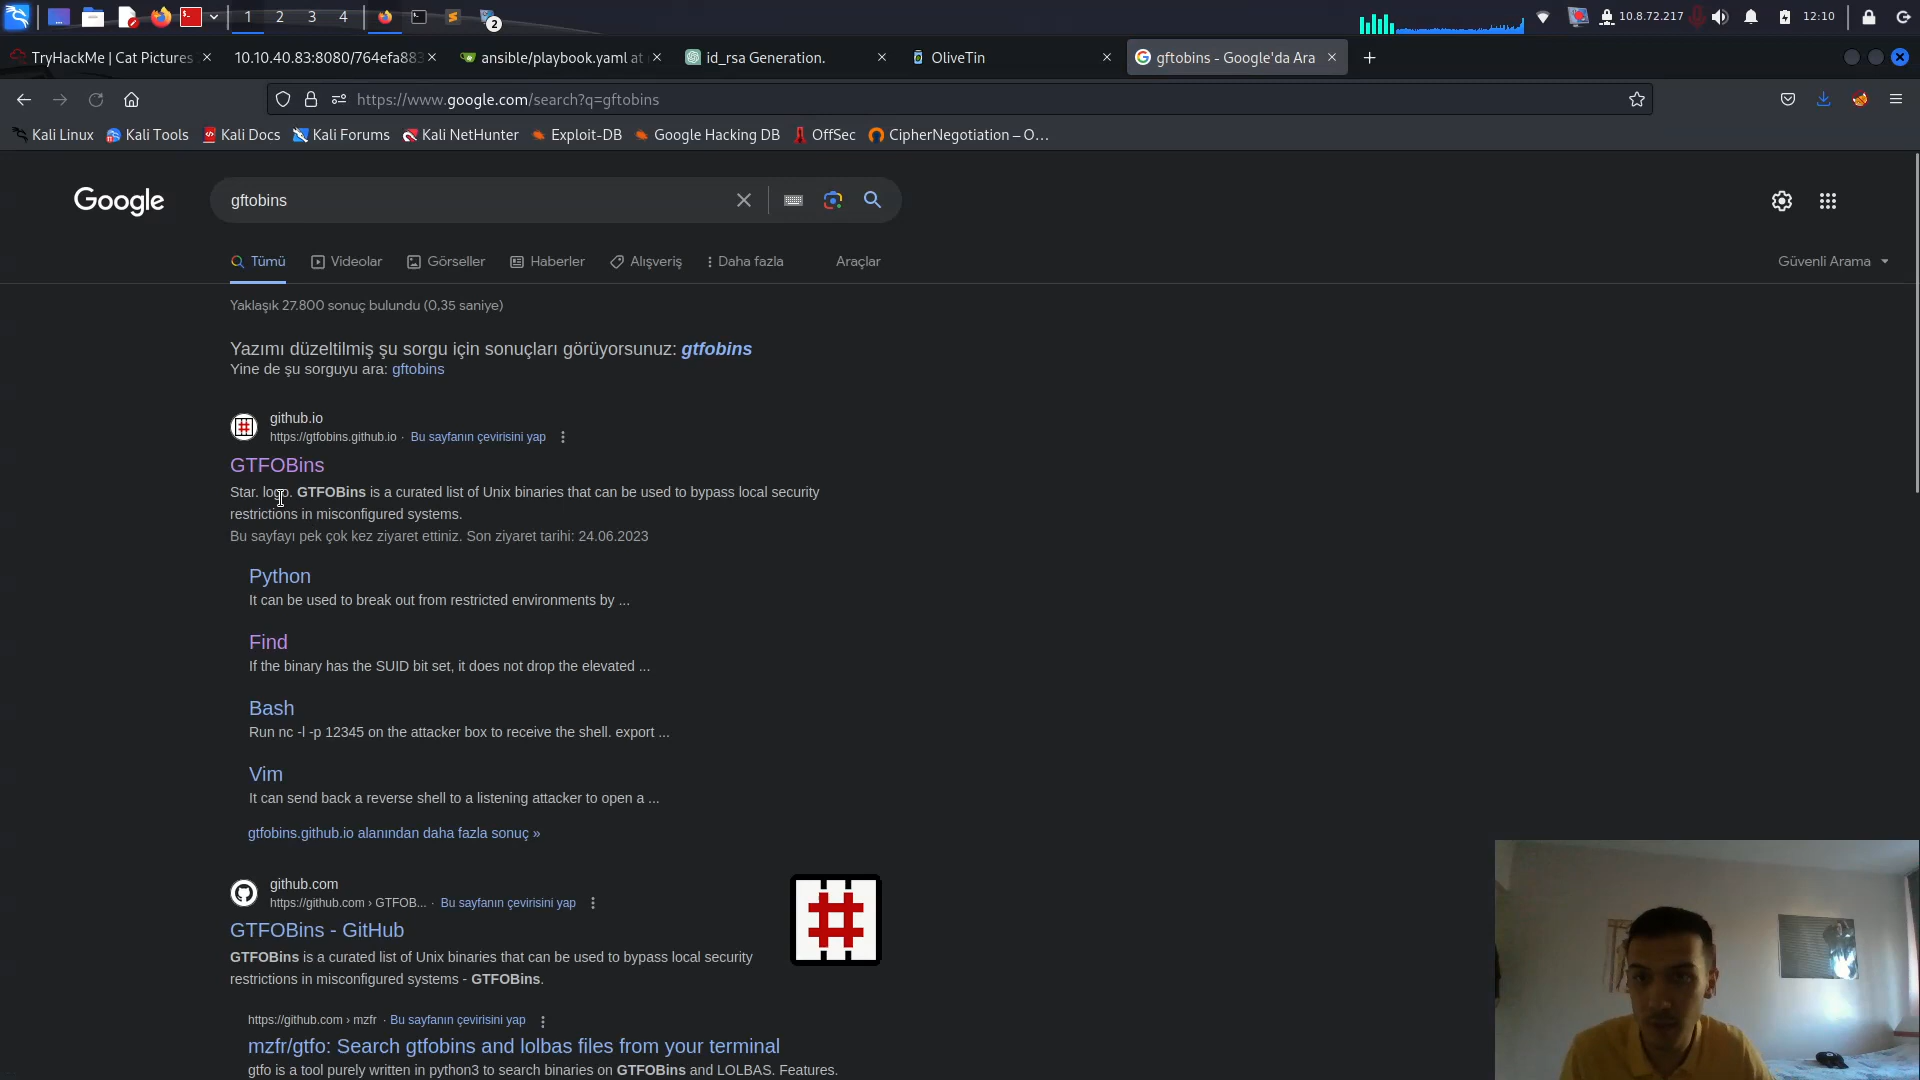 1
2
3
4
2
10.8.72.217
12:10
TryHackMe | Cat Pictures
10.10.40.83:8080/764efa883
ansible/playbook.yaml at
id_rsa Generation.
OliveTin
gftobins - Google'da Ara
https://www.google.com/search?q=gftobins
Kali Linux
Kali Tools
Kali Docs
Kali Forums
Kali NetHunter
Exploit-DB
Google Hacking DB
OffSec
CipherNegotiation – O…
Google
gftobins
Tümü
Videolar
Görseller
Haberler
Alışveriş
Daha fazla
Araçlar
Güvenli Arama
Yaklaşık 27.800 sonuç bulundu (0,35 saniye)
Yazımı düzeltilmiş şu sorgu için sonuçları görüyorsunuz: gtfobins
Yine de şu sorguyu ara: gftobins
github.io
https://gtfobins.github.io · Bu sayfanın çevirisini yap
GTFOBins
Star. logo. GTFOBins is a curated list of Unix binaries that can be used to bypass local security
restrictions in misconfigured systems.
Bu sayfayı pek çok kez ziyaret ettiniz. Son ziyaret tarihi: 24.06.2023
Python
It can be used to break out from restricted environments by ...
Find
If the binary has the SUID bit set, it does not drop the elevated ...
Bash
Run nc -l -p 12345 on the attacker box to receive the shell. export ...
Vim
It can send back a reverse shell to a listening attacker to open a ...
gtfobins.github.io alanından daha fazla sonuç »
github.com
https://github.com › GTFOB... · Bu sayfanın çevirisini yap
GTFOBins - GitHub
GTFOBins is a curated list of Unix binaries that can be used to bypass local security
restrictions in misconfigured systems - GTFOBins.
https://github.com › mzfr · Bu sayfanın çevirisini yap
mzfr/gtfo: Search gtfobins and lolbas files from your terminal
gtfo is a tool purely written in python3 to search binaries on GTFOBins and LOLBAS. Features.